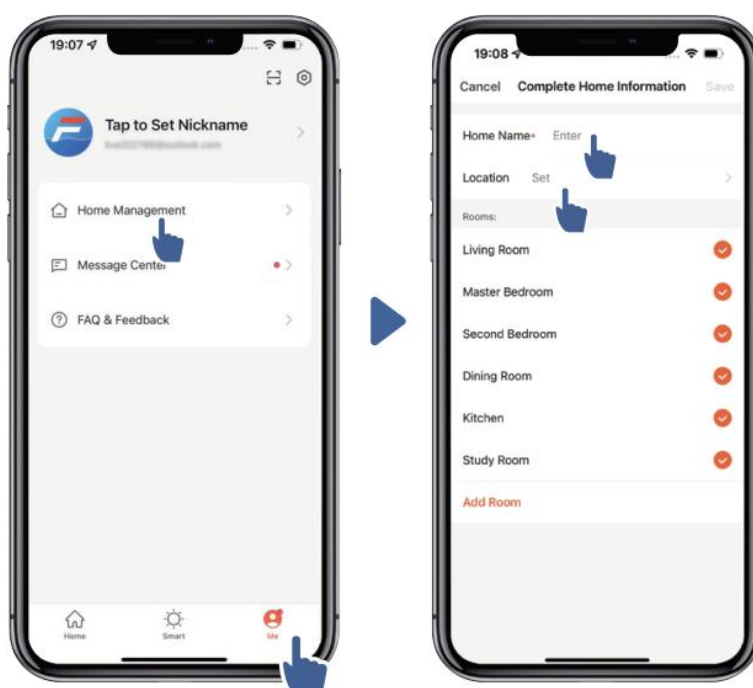 19:07
Tap to Set Nickname
Home Management
Message Center
FAQ & Feedback
Home
Smart
Me
19:08
Cancel
Complete Home Information
Save
Home Name*
Enter
Location
Set
Rooms:
Living Room
Master Bedroom
Second Bedroom
Dining Room
Kitchen
Study Room
Add Room